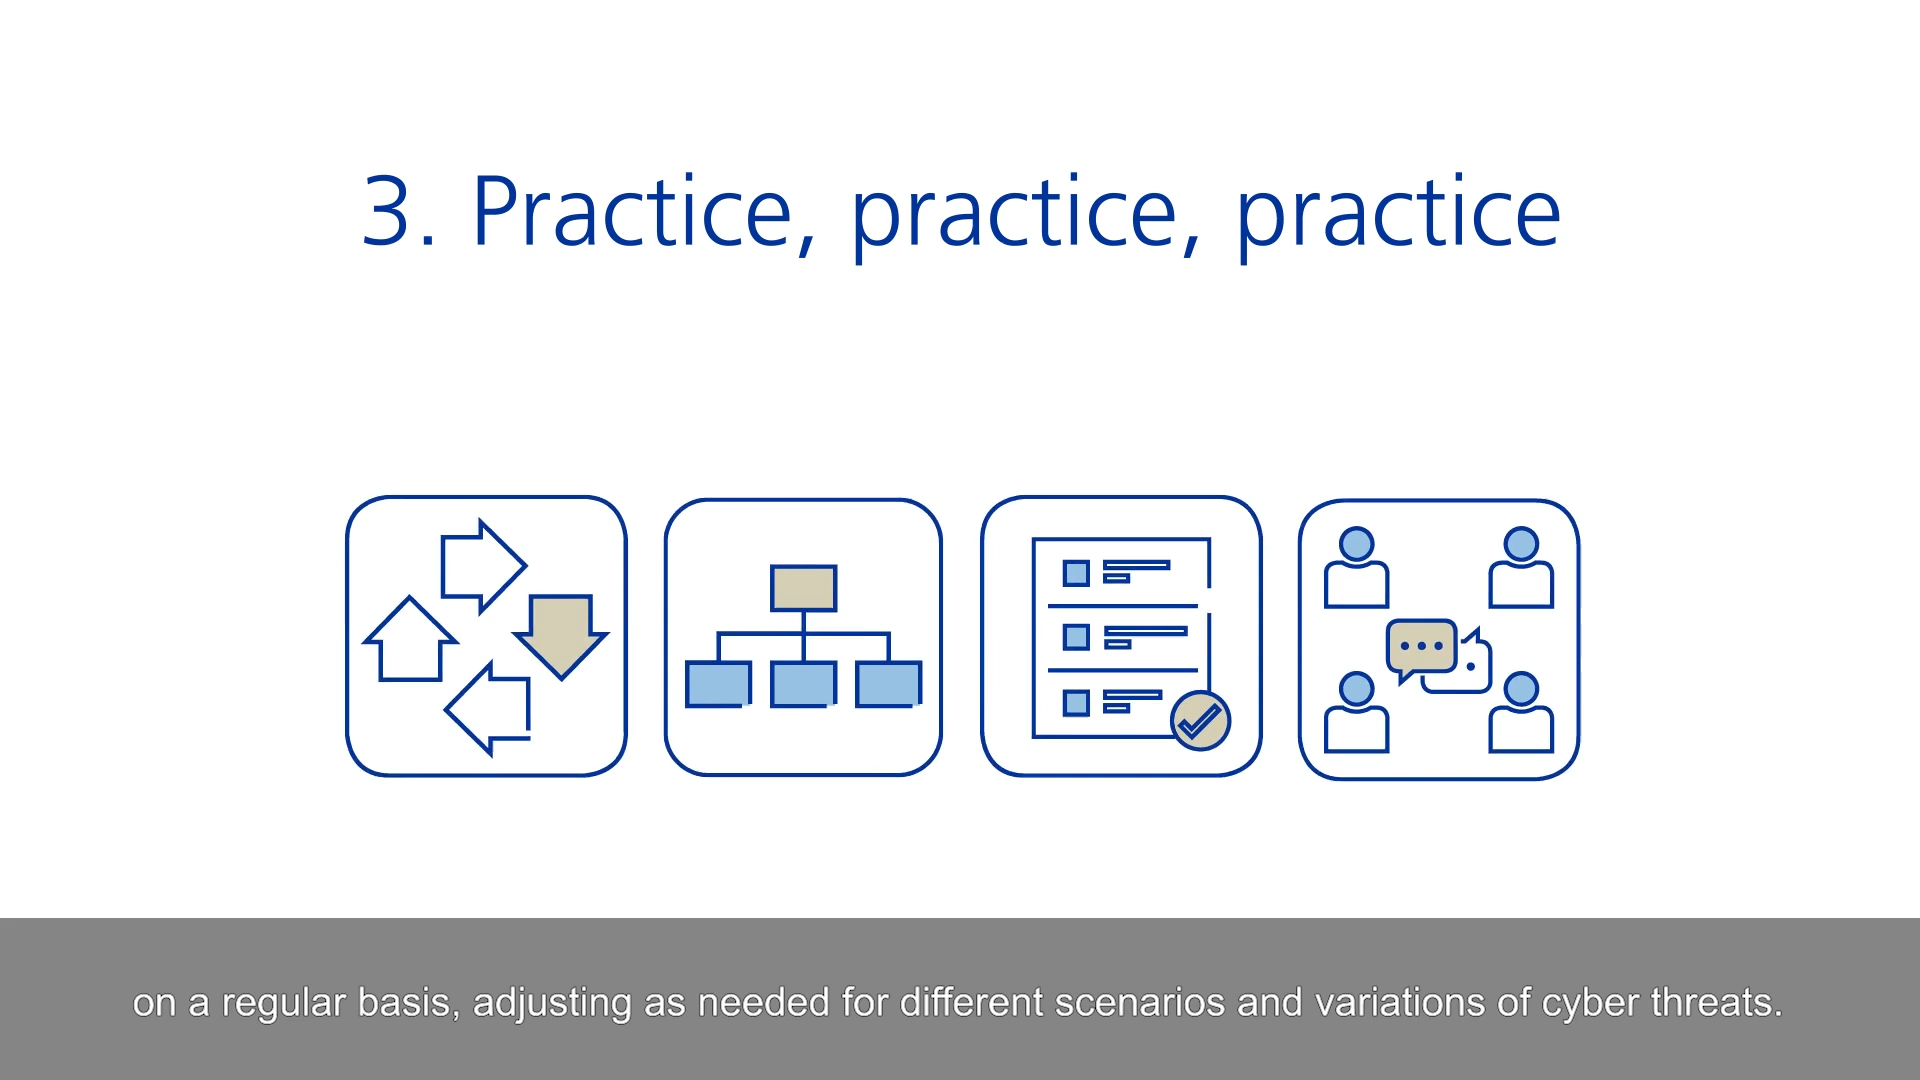 3. Practice, practice, practice
on a regular basis, adjusting as needed for different scenarios and variations of cyber threats.